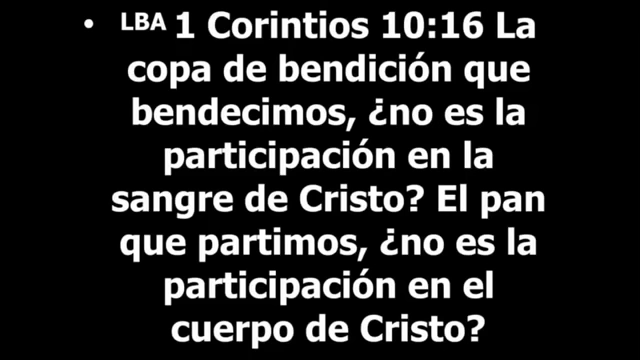 • LBA 1 Corintios 10:16 La
copa de bendición que
bendecimos, ¿no es la
participación en la
sangre de Cristo? El pan
que partimos, ¿no es la
participación en el
cuerpo de Cristo?